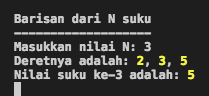 Barisan dari N suku
-------------------
Masukkan nilai N: 3
Deretnya adalah: 2, 3, 5
Nilai suku ke-3 adalah: 5